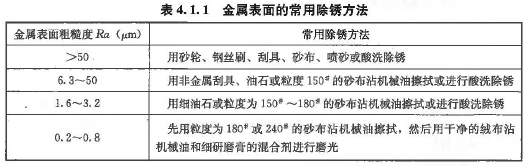 表 4.1.1 金属表面的常用除锈方法
金属表面粗糙度 Ra (μm) 常用除锈方法
>50 用砂轮、钢丝刷、刮具、砂布、喷砂或酸洗除锈
6.3~50 用非金属刮具、油石或粒度 150# 的砂布沾机械油擦拭或进行酸洗除锈
1.6~3.2 用细油石或粒度为 150# ~180# 的砂布沾机械油擦拭或进行酸洗除锈
0.2~0.8 先用粒度为 180# 或 240# 的砂布沾机械油擦拭，然后用干净的绒布沾
机械油和细研磨膏的混合剂进行磨光